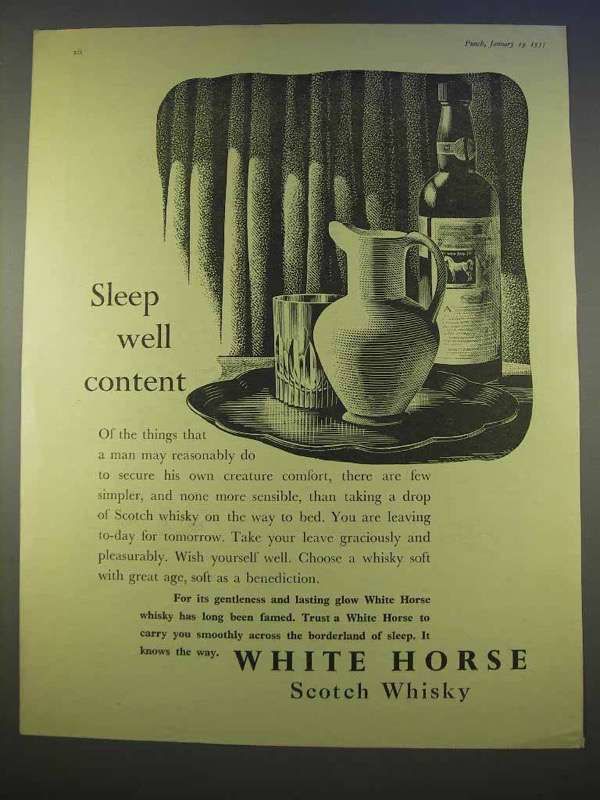 xii
Punch, January 19 1955
Sleep
well
content
Of the things that
a man may reasonably do
to secure his own creature comfort, there are few
simpler, and none more sensible, than taking a drop
of Scotch whisky on the way to bed. You are leaving
to-day for tomorrow. Take your leave graciously and
pleasurably. Wish yourself well. Choose a whisky soft
with great age, soft as a benediction.
For its gentleness and lasting glow White Horse
whisky has long been famed. Trust a White Horse to
carry you smoothly across the borderland of sleep. It
knows the way.
WHITE HORSE
Scotch Whisky